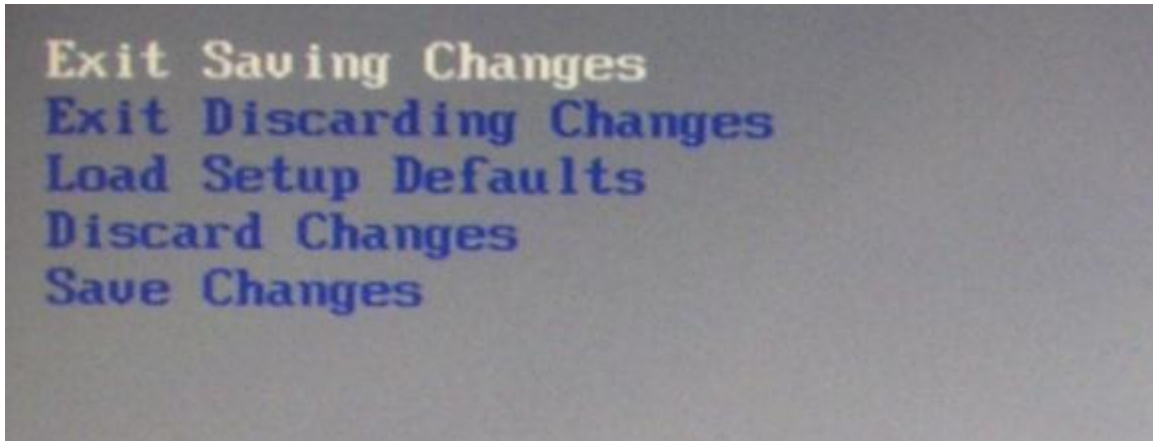 Exit Saving Changes
Exit Discarding Changes
Load Setup Defaults
Discard Changes
Save Changes